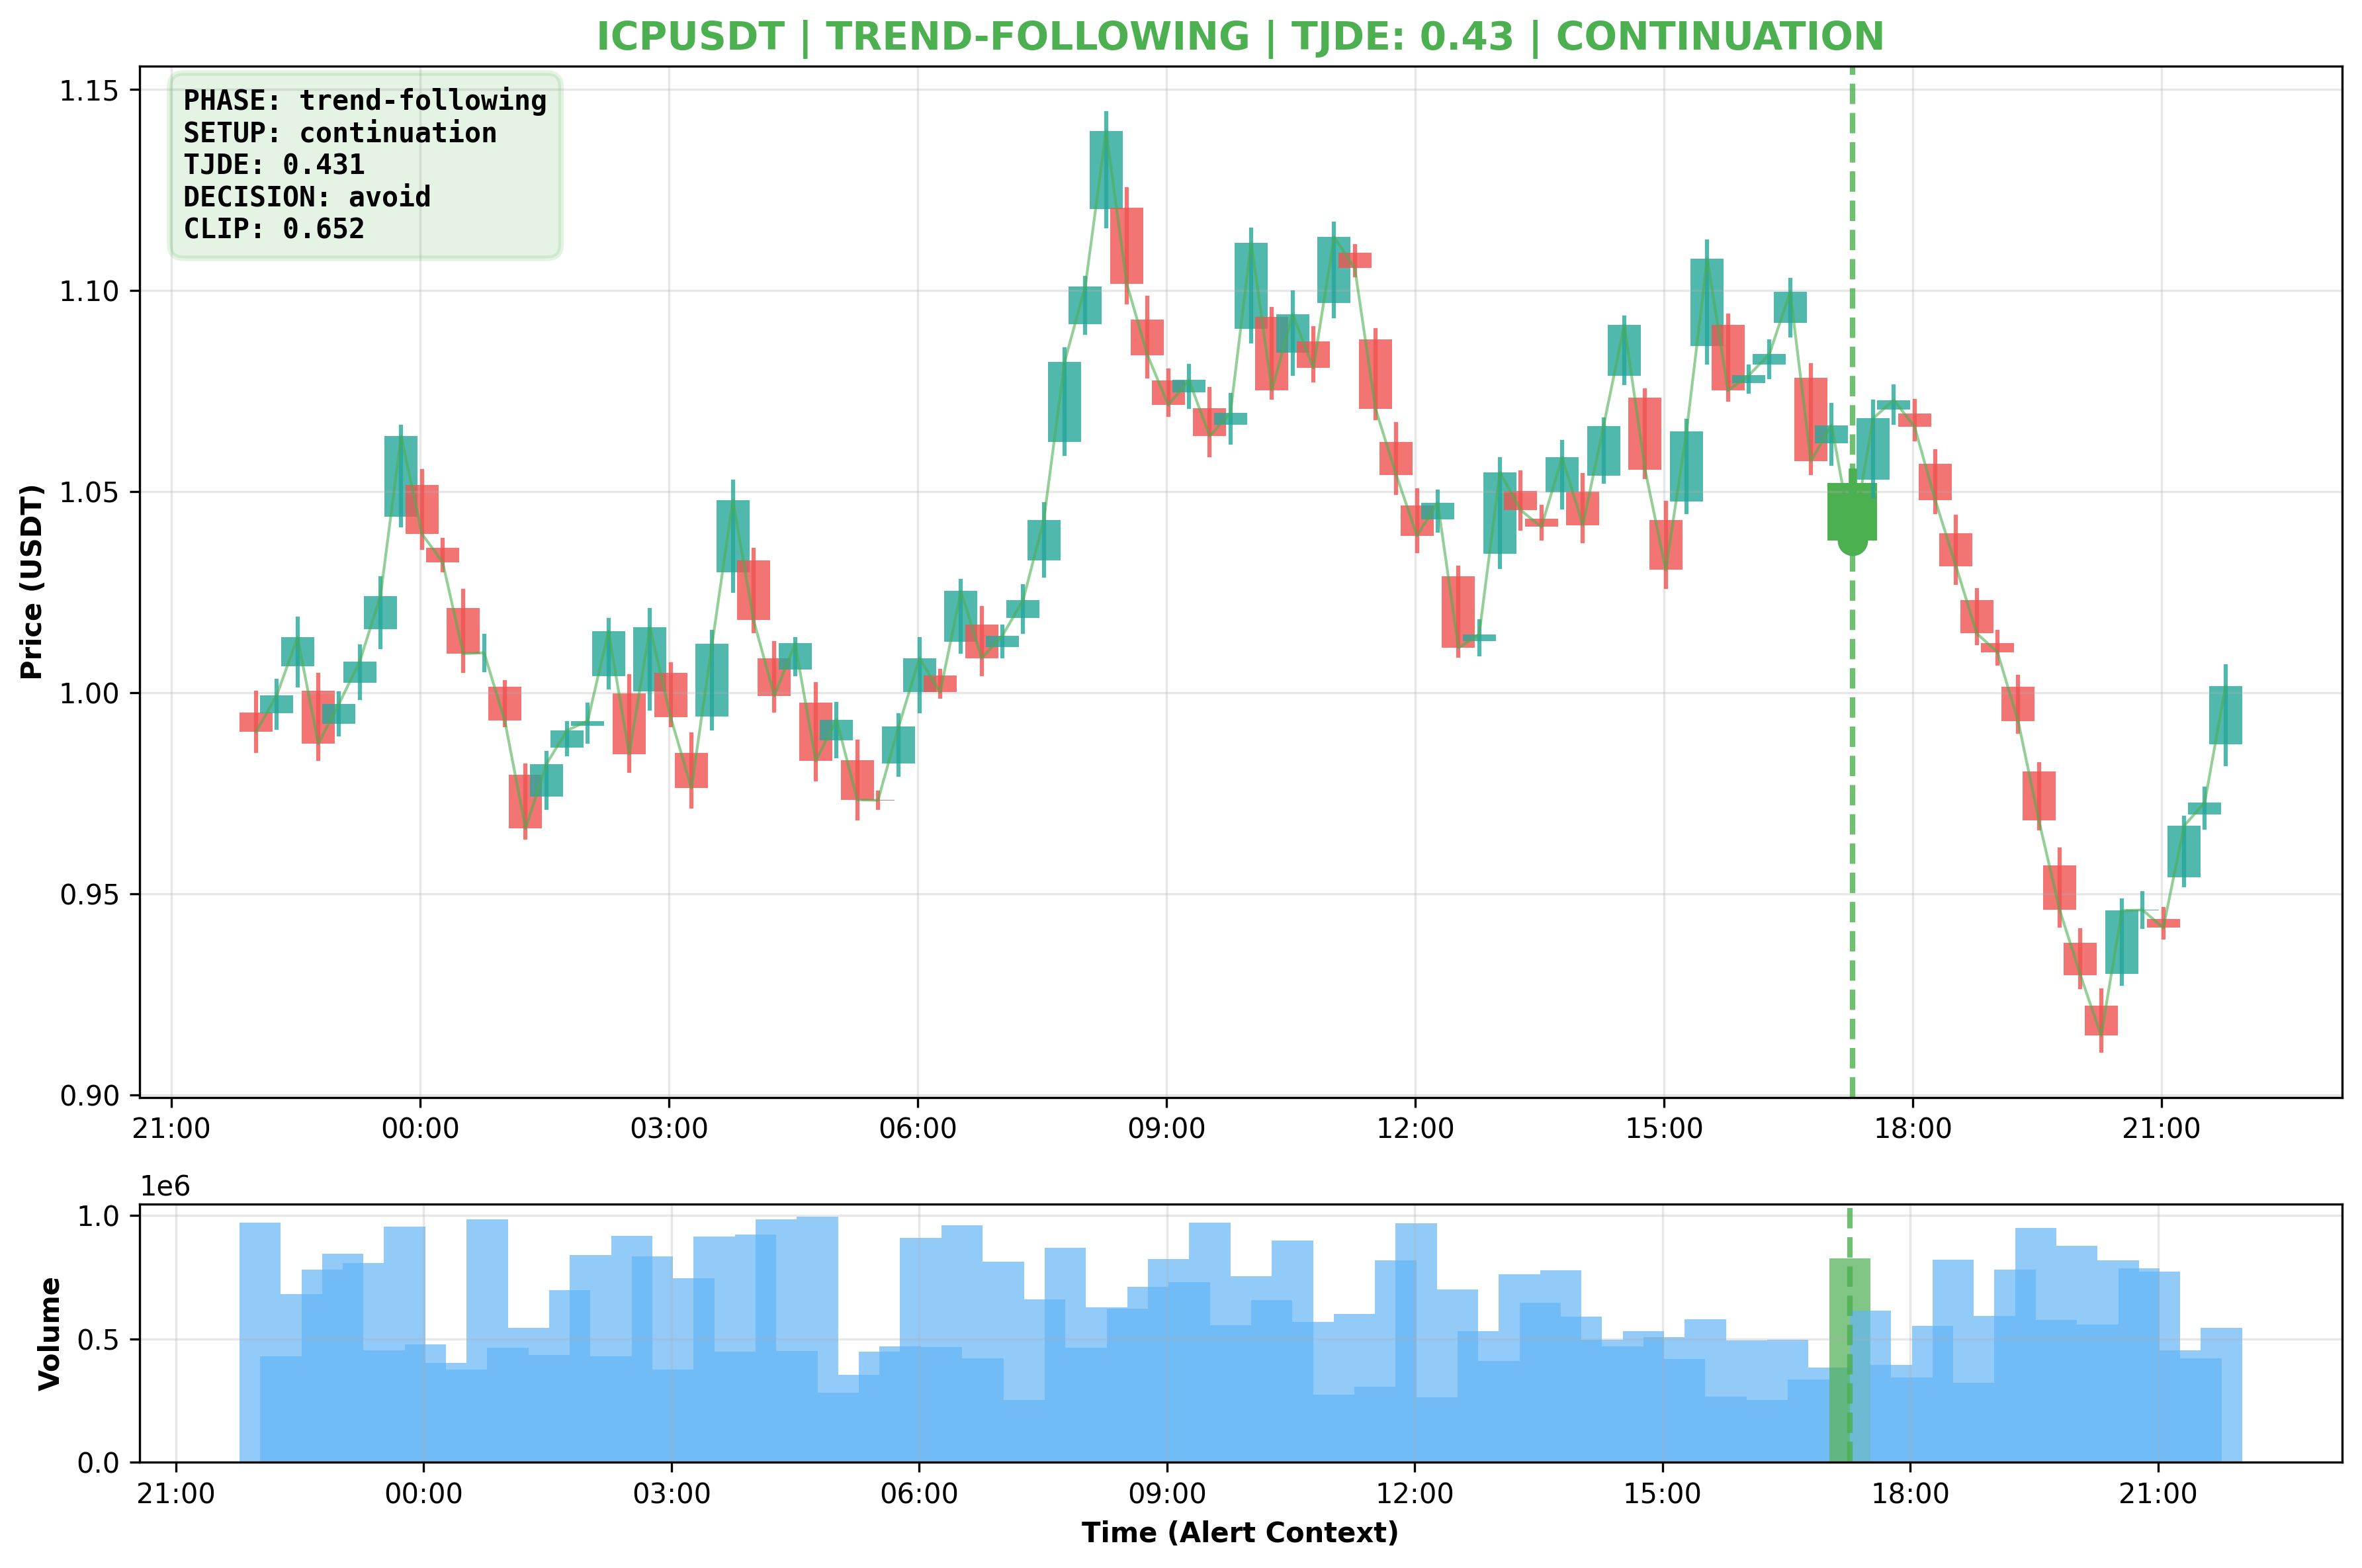 ICPUSDT | TREND-FOLLOWING | TJDE: 0.43 | CONTINUATION
PHASE: trend-following
SETUP: continuation
TJDE: 0.431
DECISION: avoid
CLIP: 0.652
Price (USDT)
1.15
1.10
1.05
1.00
0.95
0.90
21:00 00:00 03:00 06:00 09:00 12:00 15:00 18:00 21:00
1e6
Volume
1.0
0.5
0.0
21:00 00:00 03:00 06:00 09:00 12:00 15:00 18:00 21:00
Time (Alert Context)